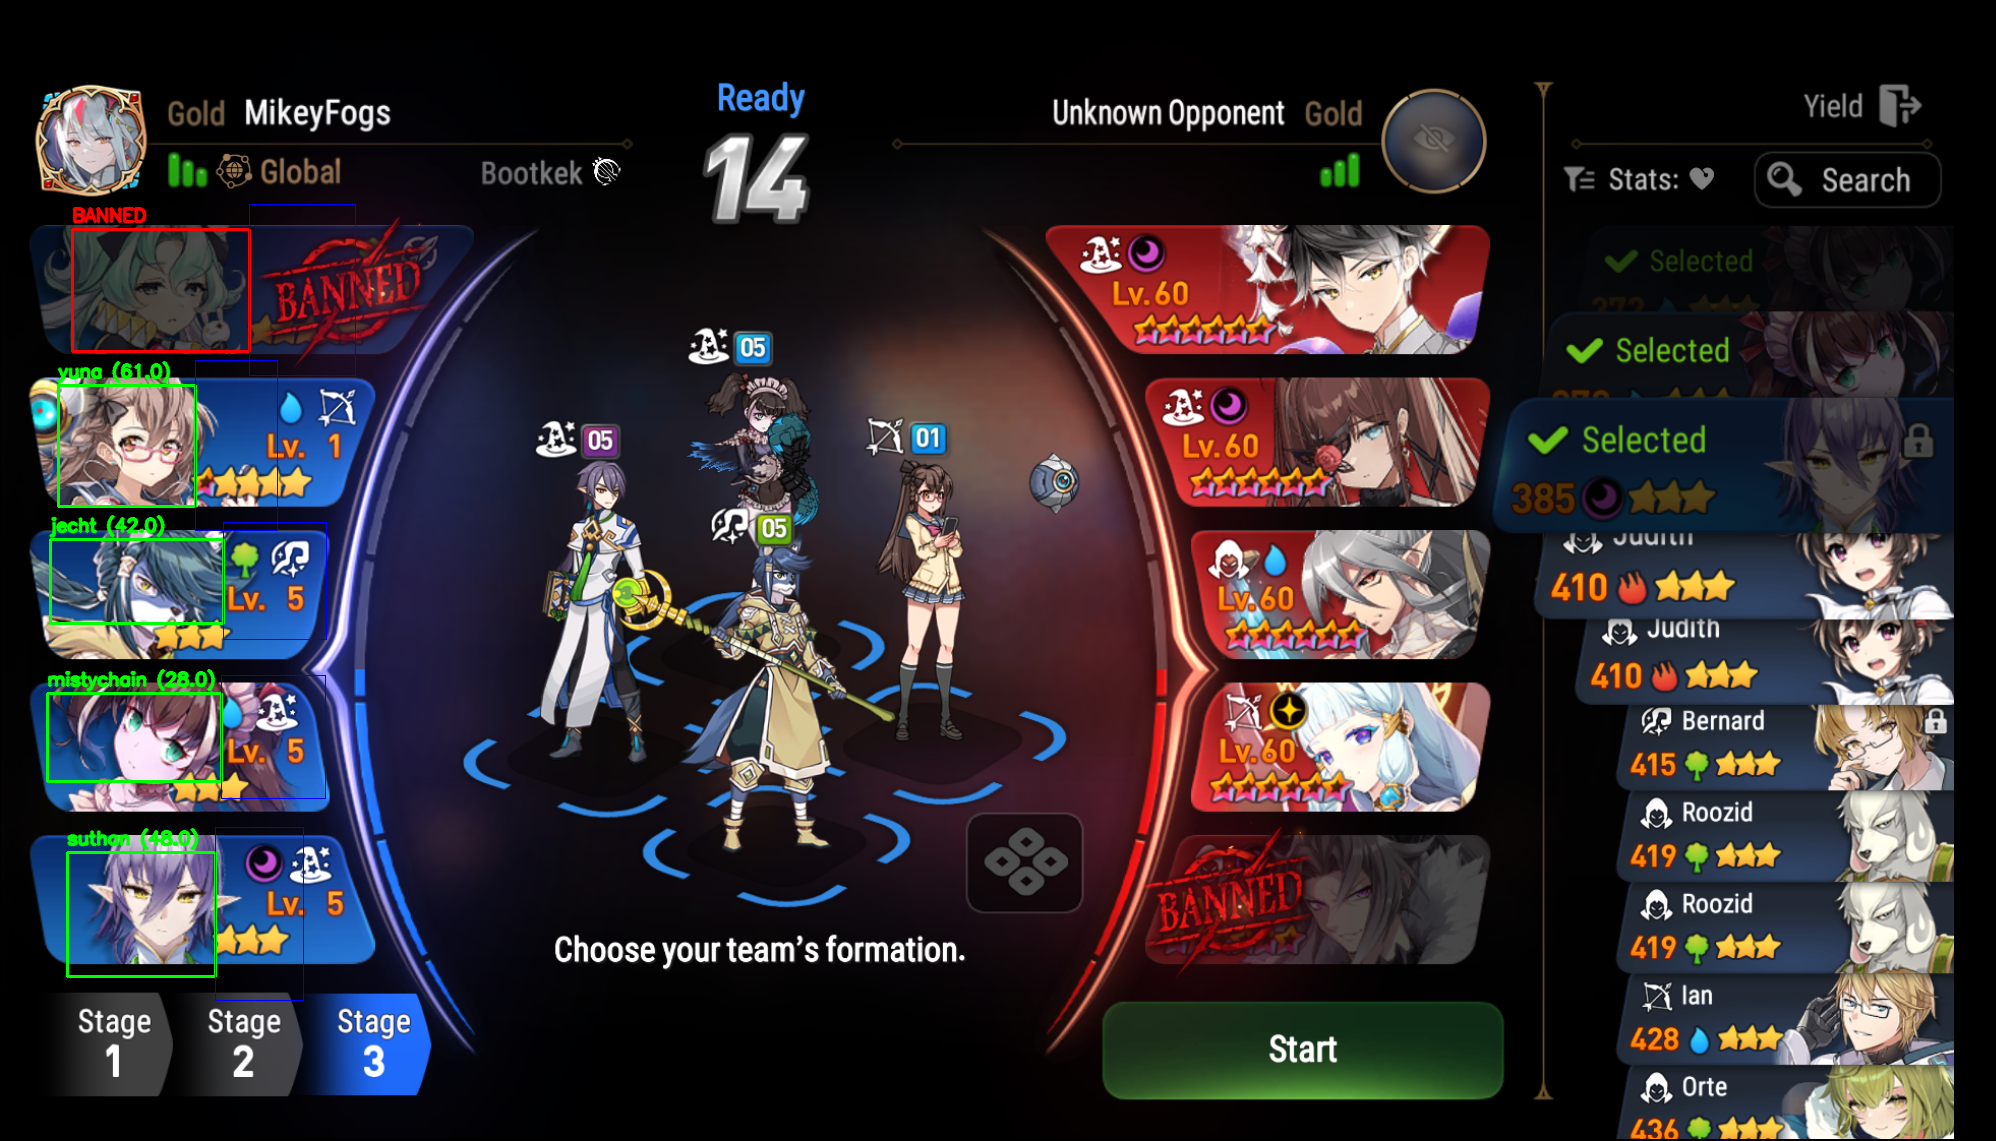 Gold MikeyFogs
Global
Bootkek
Ready
14
Unknown Opponent Gold
Yield
Stats:
Search
BANNED
BANNED
yuna (61.0)
Lv. 1
jecht (42.0)
Lv. 5
mistychain (28.0)
Lv. 5
suthan (48.0)
Lv. 5
05
05
01
05
Lv.60
Lv.60
Lv.60
Lv.60
BANNED
Selected
372
Selected
Selected
385
Judith
410
Judith
410
Bernard
415
Roozid
419
Roozid
419
Ian
428
Orte
436
Choose your team's formation.
Stage
1
Stage
2
Stage
3
Start